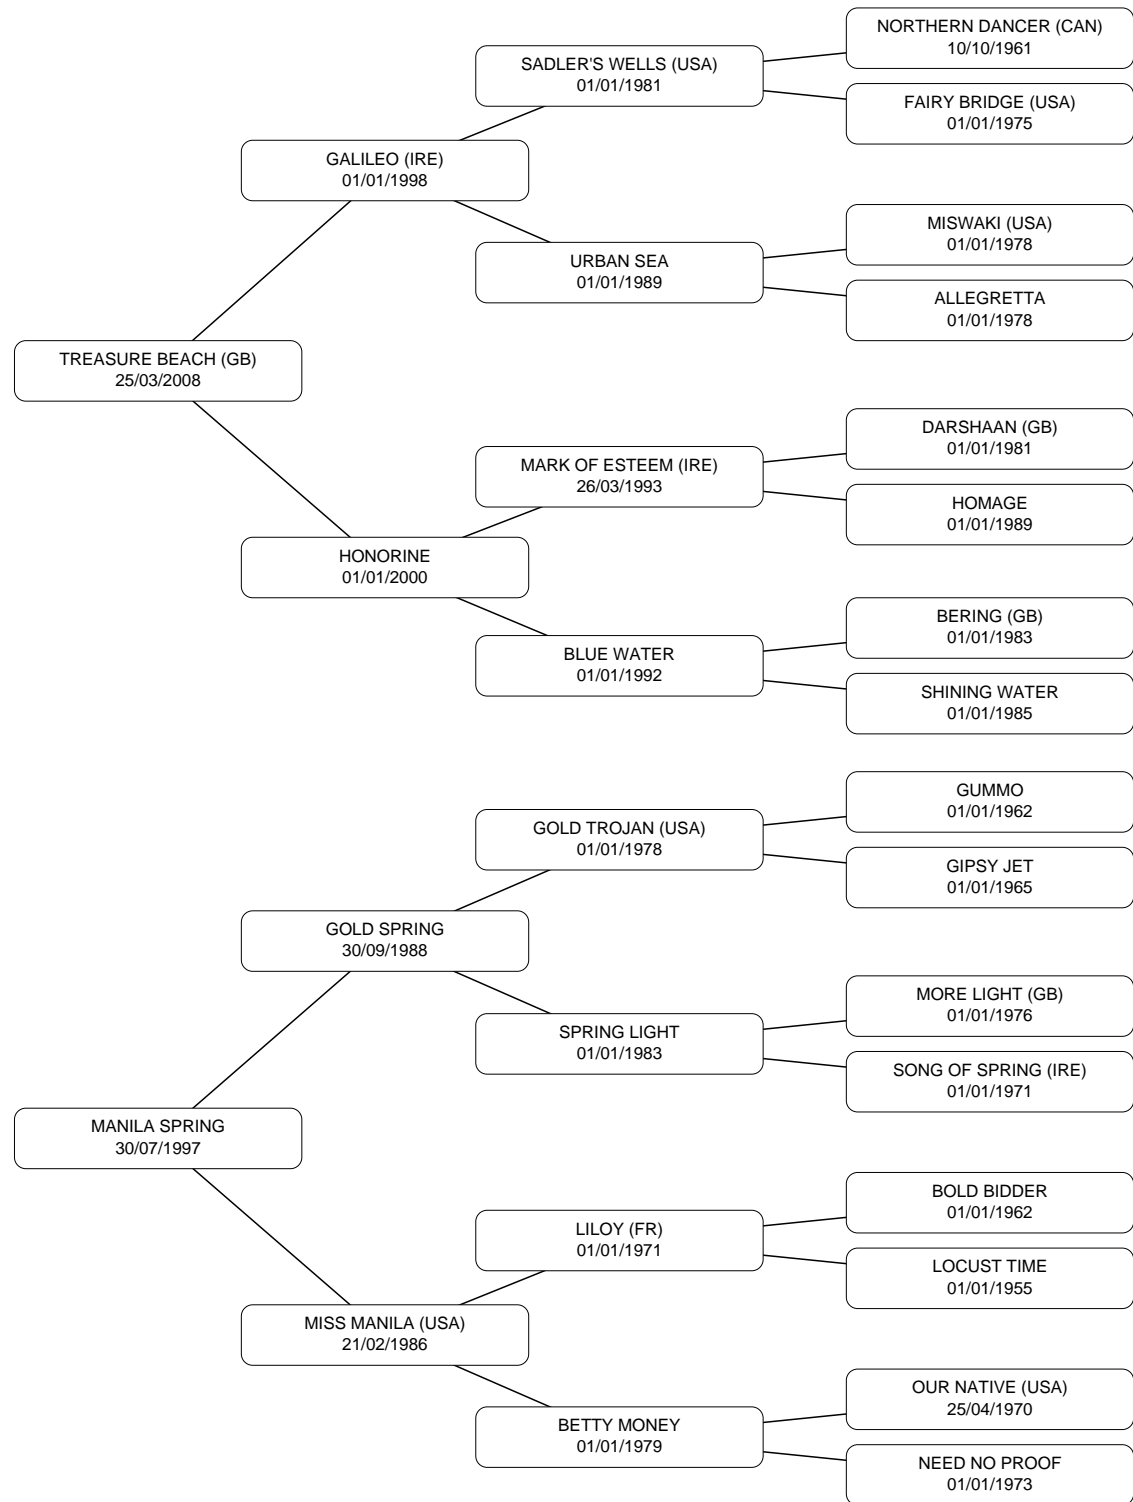 NORTHERN DANCER (CAN)
10/10/1961
SADLER'S WELLS (USA)
01/01/1981
FAIRY BRIDGE (USA)
01/01/1975
GALILEO (IRE)
01/01/1998
MISWAKI (USA)
01/01/1978
URBAN SEA
01/01/1989
ALLEGRETTA
01/01/1978
TREASURE BEACH (GB)
25/03/2008
DARSHAAN (GB)
01/01/1981
MARK OF ESTEEM (IRE)
26/03/1993
HOMAGE
01/01/1989
HONORINE
01/01/2000
BERING (GB)
01/01/1983
BLUE WATER
01/01/1992
SHINING WATER
01/01/1985
GUMMO
01/01/1962
GOLD TROJAN (USA)
01/01/1978
GIPSY JET
01/01/1965
GOLD SPRING
30/09/1988
MORE LIGHT (GB)
01/01/1976
SPRING LIGHT
01/01/1983
SONG OF SPRING (IRE)
01/01/1971
MANILA SPRING
30/07/1997
BOLD BIDDER
01/01/1962
LILOY (FR)
01/01/1971
LOCUST TIME
01/01/1955
MISS MANILA (USA)
21/02/1986
OUR NATIVE (USA)
25/04/1970
BETTY MONEY
01/01/1979
NEED NO PROOF
01/01/1973